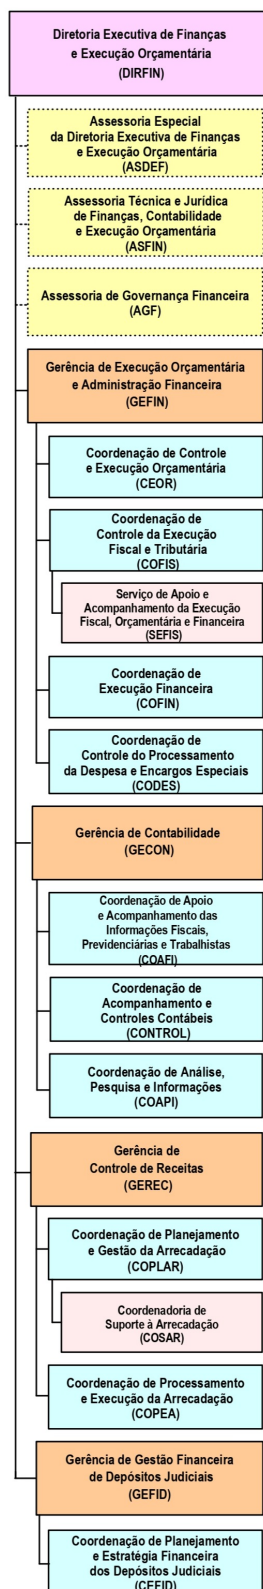 Diretoria Executiva de Finanças
e Execução Orçamentária
(DIRFIN)
Assessoria Especial
da Diretoria Executiva de Finanças
e Execução Orçamentária
(ASDEF)
Assessoria Técnica e Jurídica
de Finanças, Contabilidade
e Execução Orçamentária
(ASFIN)
Assessoria de Governança Financeira
(AGF)
Gerência de Execução Orçamentária
e Administração Financeira
(GEFIN)
Coordenação de Controle
e Execução Orçamentária
(CEOR)
Coordenação de
Controle da Execução
Fiscal e Tributária
(COFIS)
Serviço de Apoio e
Acompanhamento da Execução
Fiscal, Orçamentária e Financeira
(SEFIS)
Coordenação de
Execução Financeira
(COFIN)
Coordenação de
Controle do Processamento
da Despesa e Encargos Especiais
(CODES)
Gerência de Contabilidade
(GECON)
Coordenação de Apoio
e Acompanhamento das
Informações Fiscais,
Previdenciárias e Trabalhistas
(COAFI)
Coordenação de
Acompanhamento e
Controles Contábeis
(CONTROL)
Coordenação de Análise,
Pesquisa e Informações
(COAPI)
Gerência de
Controle de Receitas
(GEREC)
Coordenação de Planejamento
e Gestão da Arrecadação
(COPLAR)
Coordenadoria de
Suporte à Arrecadação
(COSAR)
Coordenação de Processamento
e Execução da Arrecadação
(COPEA)
Gerência de Gestão Financeira
de Depósitos Judiciais
(GEFID)
Coordenação de Planejamento
e Estratégia Financeira
dos Depósitos Judiciais
(CEFID)